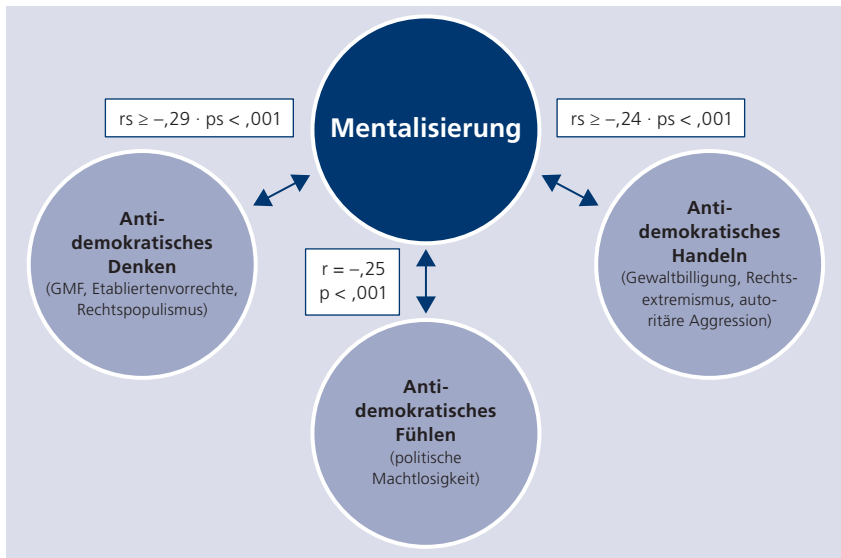 Mentalisierung
rs ≥ –,29 · ps < ,001
rs ≥ –,24 · ps < ,001
Anti-
demokratisches
Denken
(GMF, Etabliertenvorrechte,
Rechtspopulismus)
r = –,25
p < ,001
Anti-
demokratisches
Handeln
(Gewaltbilligung, Rechts-
extremismus, auto-
ritäre Aggression)
Anti-
demokratisches
Fühlen
(politische
Machtlosigkeit)